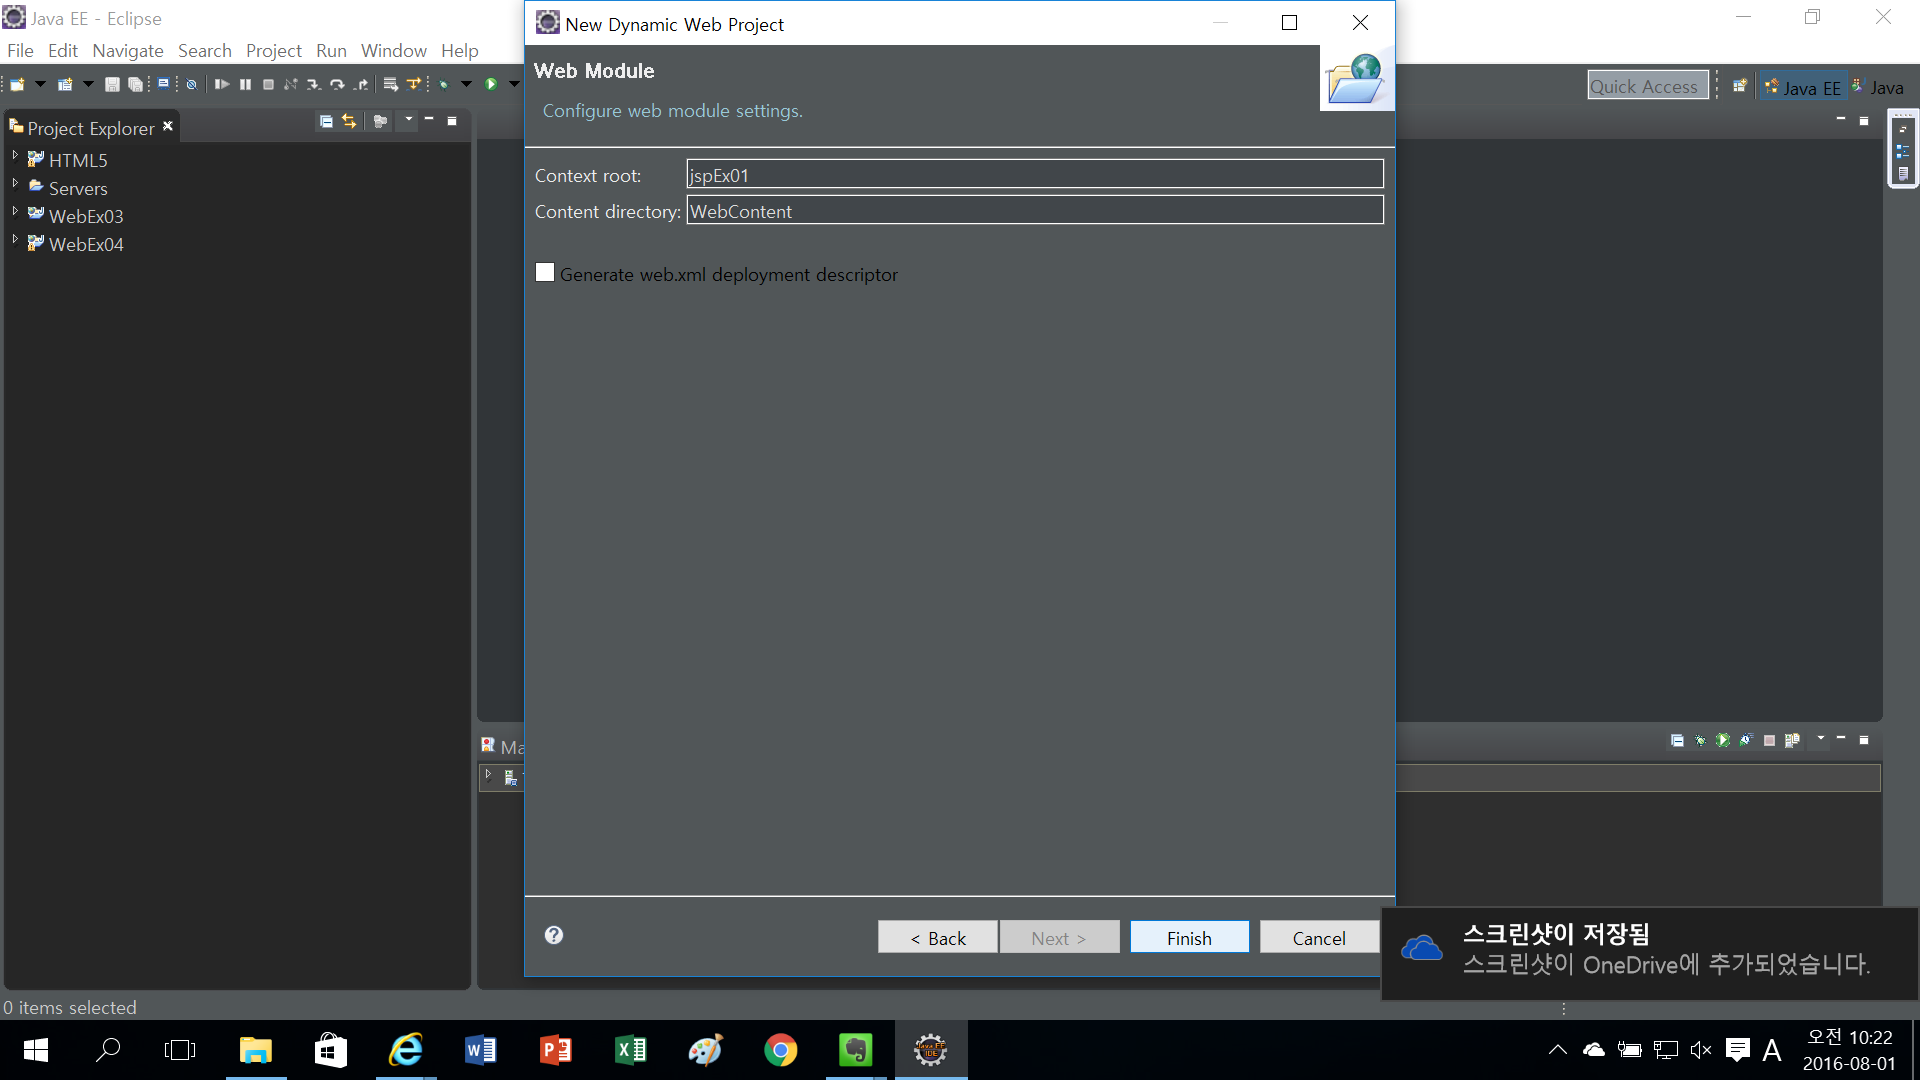 Java EE - Eclipse
File Edit Navigate Search Project Run Window Help
Quick Access
Java EE
Java
Project Explorer
HTML5
Servers
WebEx03
WebEx04
New Dynamic Web Project
Web Module
Configure web module settings.
Context root: jspEx01
Content directory: WebContent
Generate web.xml deployment descriptor
< Back Next > Finish Cancel
스크린샷이 저장됨
스크린샷이 OneDrive에 추가되었습니다.
0 items selected
A
오전 10:22
2016-08-01